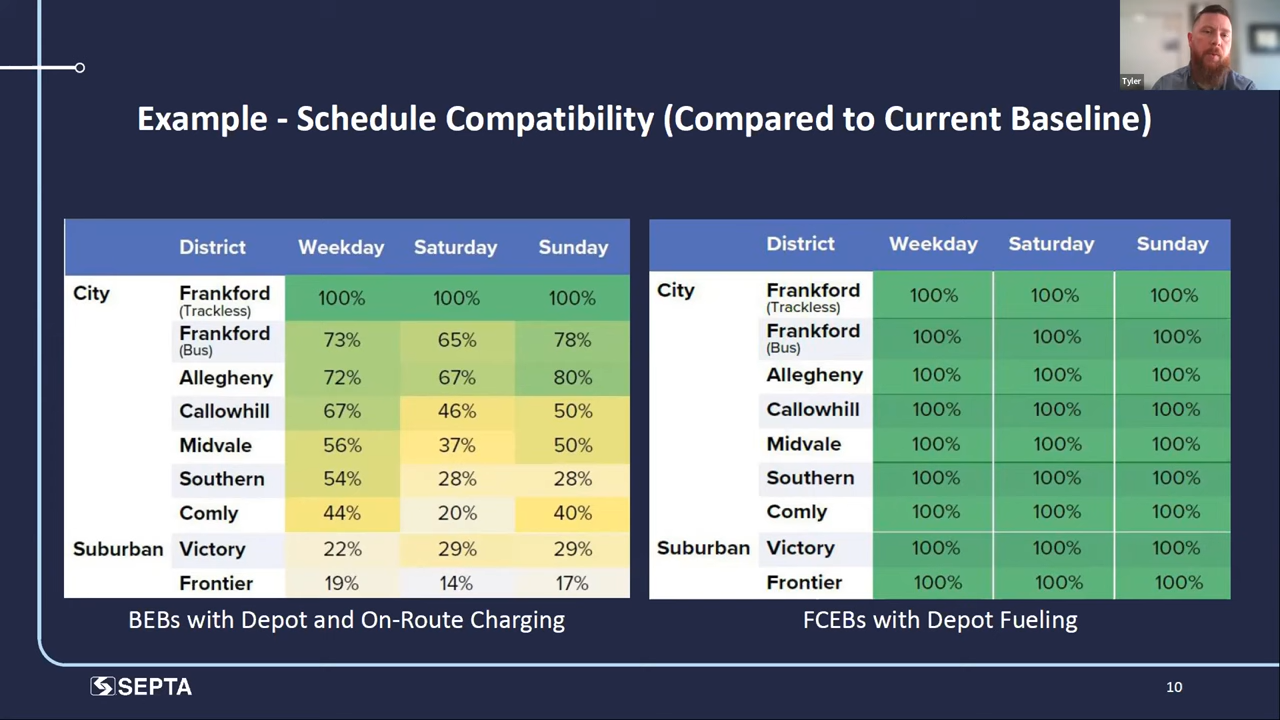 Tyler
Example - Schedule Compatibility (Compared to Current Baseline)
District Weekday Saturday Sunday
City Frankford (Trackless) 100% 100% 100%
Frankford (Bus) 73% 65% 78%
Allegheny 72% 67% 80%
Callowhill 67% 46% 50%
Midvale 56% 37% 50%
Southern 54% 28% 28%
Comly 44% 20% 40%
Suburban Victory 22% 29% 29%
Frontier 19% 14% 17%
BEBs with Depot and On-Route Charging
District Weekday Saturday Sunday
City Frankford (Trackless) 100% 100% 100%
Frankford (Bus) 100% 100% 100%
Allegheny 100% 100% 100%
Callowhill 100% 100% 100%
Midvale 100% 100% 100%
Southern 100% 100% 100%
Comly 100% 100% 100%
Suburban Victory 100% 100% 100%
Frontier 100% 100% 100%
FCEBs with Depot Fueling
SEPTA
10